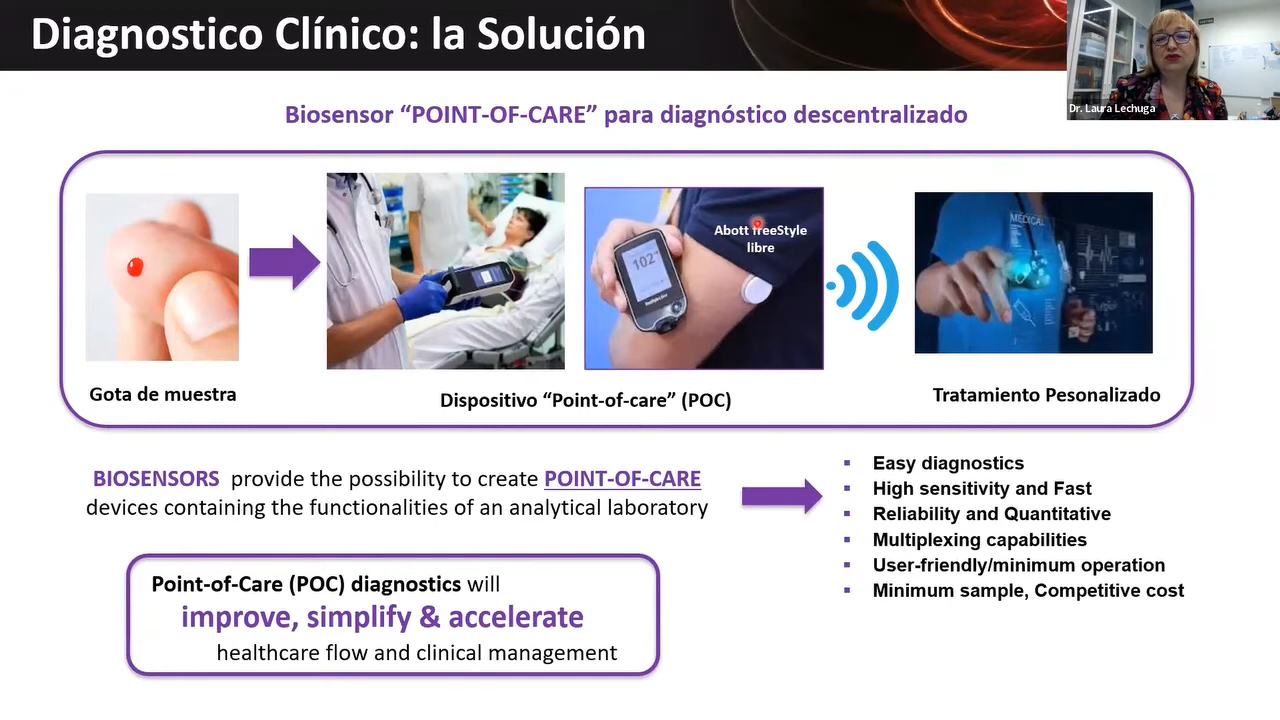 Diagnostico Clínico: la Solución
Dr. Laura Lechuga
Biosensor “POINT-OF-CARE” para diagnóstico descentralizado
Abott freeStyle
libre
102
MEDICAL
Gota de muestra
Dispositivo “Point-of-care” (POC)
Tratamiento Pesonalizado
BIOSENSORS provide the possibility to create POINT-OF-CARE
devices containing the functionalities of an analytical laboratory
▪ Easy diagnostics
▪ High sensitivity and Fast
▪ Reliability and Quantitative
▪ Multiplexing capabilities
▪ User-friendly/minimum operation
▪ Minimum sample, Competitive cost
Point-of-Care (POC) diagnostics will
improve, simplify & accelerate
healthcare flow and clinical management